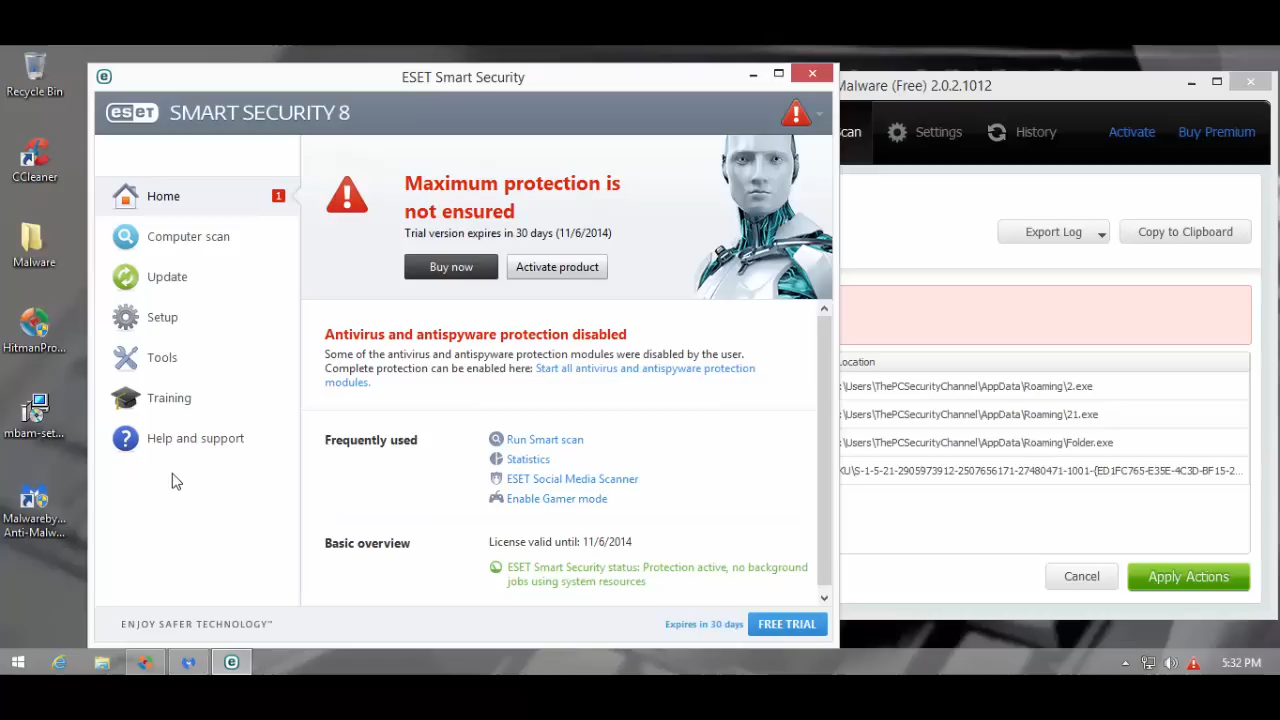 Recycle Bin
CCleaner
Malware
HitmanPro...
mbam-set...
Malwareby...
Anti-Malw...
ESET Smart Security
eset SMART SECURITY 8
Home
1
Computer scan
Update
Setup
Tools
Training
Help and support
Maximum protection is
not ensured
Trial version expires in 30 days (11/6/2014)
Buy now
Activate product
Antivirus and antispyware protection disabled
Some of the antivirus and antispyware protection modules were disabled by the user.
Complete protection can be enabled here: Start all antivirus and antispyware protection
modules.
Frequently used
Run Smart scan
Statistics
ESET Social Media Scanner
Enable Gamer mode
Basic overview
License valid until: 11/6/2014
ESET Smart Security status: Protection active, no background
jobs using system resources
ENJOY SAFER TECHNOLOGY™
Expires in 30 days
FREE TRIAL
Malware (Free) 2.0.2.1012
can
Settings
History
Activate
Buy Premium
Export Log
Copy to Clipboard
ocation
:\Users\ThePCSecurityChannel\AppData\Roaming\2.exe
:\Users\ThePCSecurityChannel\AppData\Roaming\21.exe
:\Users\ThePCSecurityChannel\AppData\Roaming\Folder.exe
KU\S-1-5-21-2905973912-2507656171-27480471-1001-{ED1FC765-E35E-4C3D-BF15-2...
Cancel
Apply Actions
5:32 PM